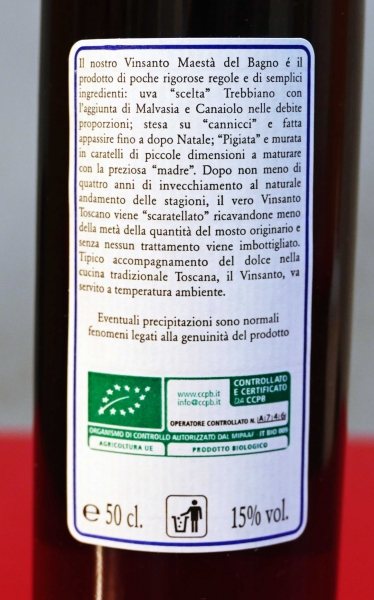 Il nostro Vinsanto Maestà del Bagno é il
prodotto di poche rigorose regole e di semplici
ingredienti: uva “scelta” Trebbiano con
l'aggiunta di Malvasia e Canaiolo nelle debite
proporzioni; stesa su “cannicci” e fatta
appassire fino a dopo Natale; “Pigiata” e murata
in caratelli di piccole dimensioni a maturare
con la preziosa “madre”. Dopo non meno di
quattro anni di invecchiamento al naturale
andamento delle stagioni, il vero Vinsanto
Toscano viene “scaratellato” ricavandone meno
della metà della quantità del mosto originario e
senza nessun trattamento viene imbottigliato.
Tipico accompagnamento del dolce nella
cucina tradizionale Toscana, il Vinsanto, va
servito a temperatura ambiente.
Eventuali precipitazioni sono normali
fenomeni legati alla genuinità del prodotto
www.ccpb.it
info@ccpb.it
CONTROLLATO
E CERTIFICATO
DA CCPB
OPERATORE CONTROLLATO N. A746
ORGANISMO DI CONTROLLO AUTORIZZATO DAL MIPAAF IT BIO 009
AGRICOLTURA UE PRODOTTO BIOLOGICO
e 50 cl. 15% vol.